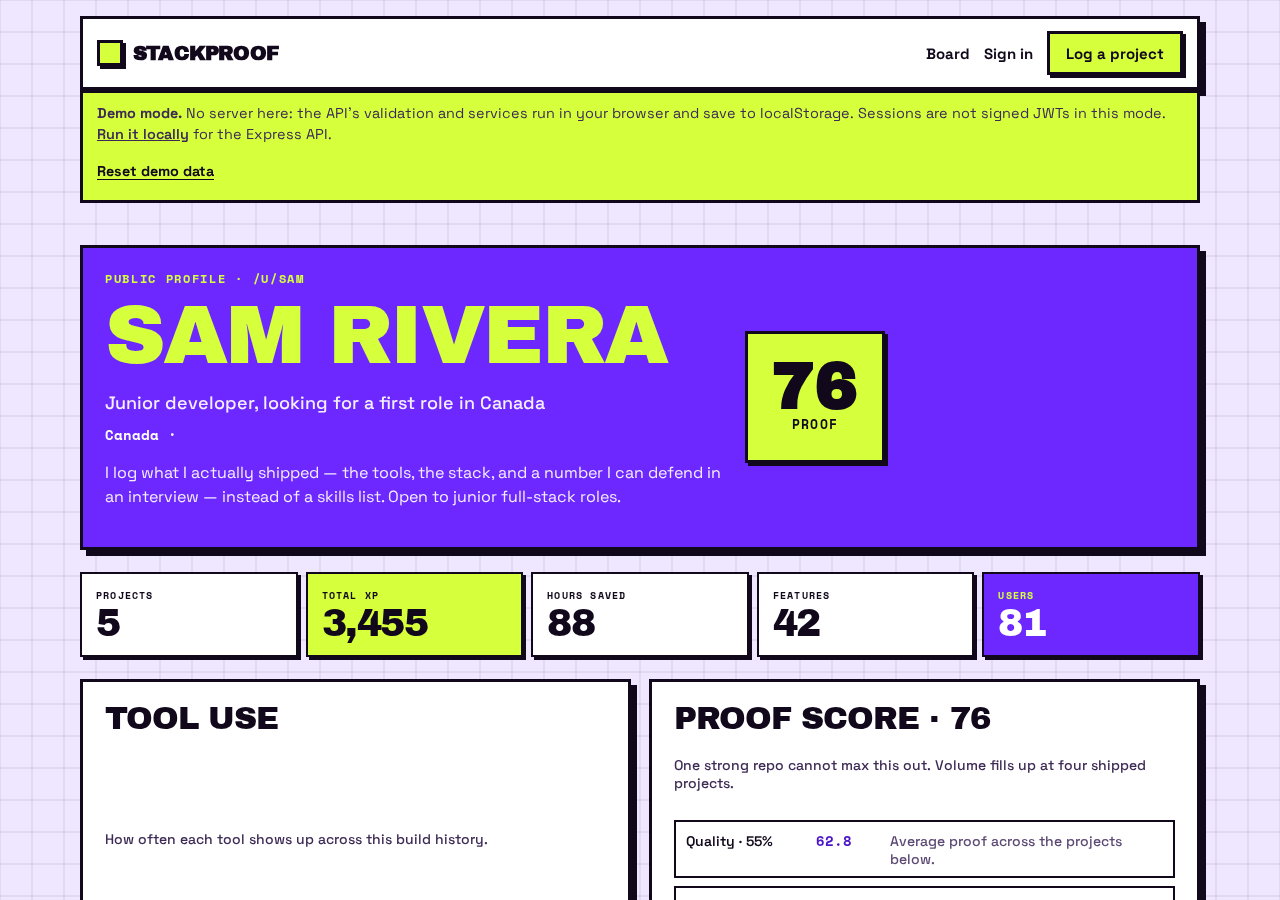 STACKPROOF
Board Sign in Log a project
Demo mode. No server here: the API's validation and services run in your browser and save to localStorage. Sessions are not signed JWTs in this mode.
Run it locally for the Express API.
Reset demo data
PUBLIC PROFILE · /U/SAM
SAM RIVERA
Junior developer, looking for a first role in Canada
Canada ·
I log what I actually shipped — the tools, the stack, and a number I can defend in
an interview — instead of a skills list. Open to junior full-stack roles.
76
PROOF
PROJECTS
5
TOTAL XP
3,455
HOURS SAVED
88
FEATURES
42
USERS
81
TOOL USE
How often each tool shows up across this build history.
PROOF SCORE · 76
One strong repo cannot max this out. Volume fills up at four shipped
projects.
Quality · 55% 62.8 Average proof across the projects
below.